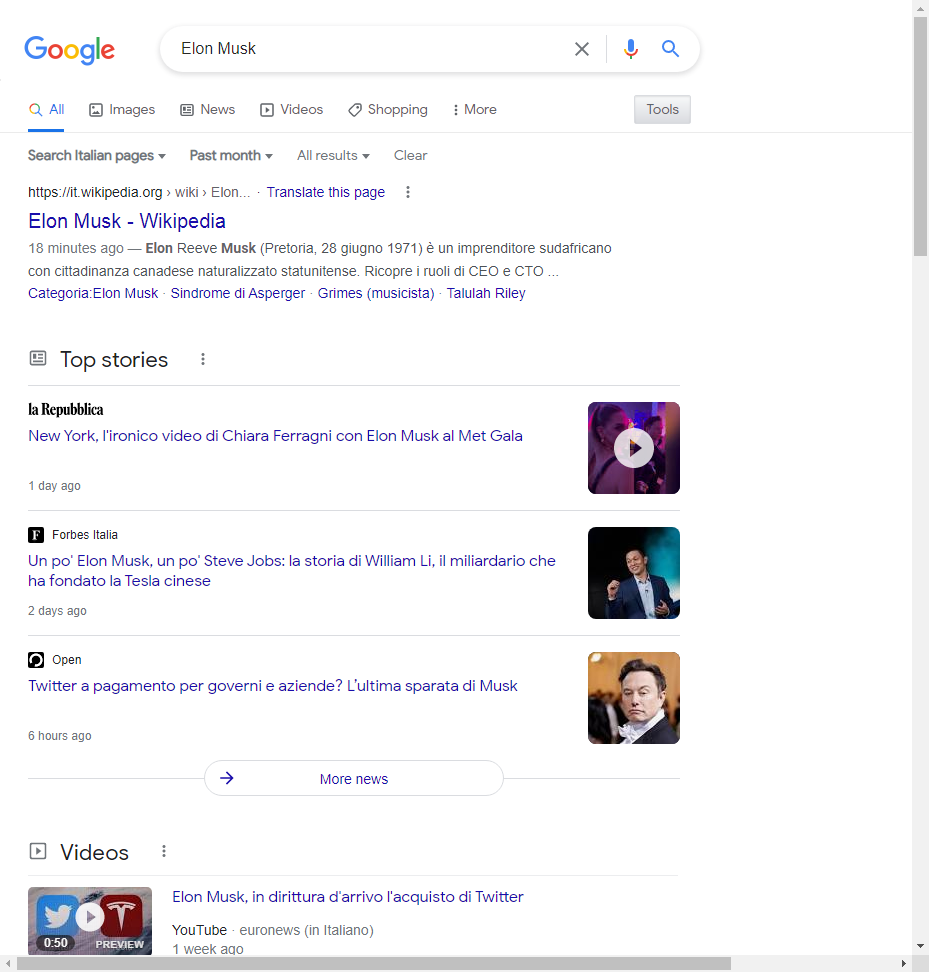 Google
Elon Musk
All
Images
News
Videos
Shopping
More
Tools
Search Italian pages
Past month
All results
Clear
https://it.wikipedia.org › wiki › Elon... · Translate this page
Elon Musk - Wikipedia
18 minutes ago — Elon Reeve Musk (Pretoria, 28 giugno 1971) è un imprenditore sudafricano
con cittadinanza canadese naturalizzato statunitense. Ricopre i ruoli di CEO e CTO ...
Categoria:Elon Musk · Sindrome di Asperger · Grimes (musicista) · Talulah Riley
Top stories
la Repubblica
New York, l'ironico video di Chiara Ferragni con Elon Musk al Met Gala
1 day ago
F Forbes Italia
Un po' Elon Musk, un po' Steve Jobs: la storia di William Li, il miliardario che
ha fondato la Tesla cinese
2 days ago
Open
Twitter a pagamento per governi e aziende? L’ultima sparata di Musk
6 hours ago
More news
Videos
0:50
PREVIEW
Elon Musk, in dirittura d'arrivo l'acquisto di Twitter
YouTube · euronews (in Italiano)
1 week ago